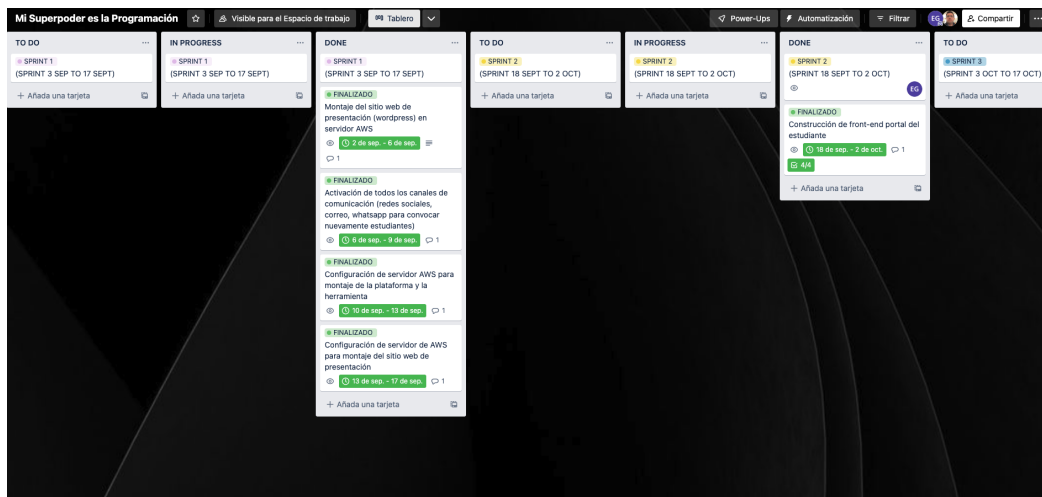 Mi Superpoder es la Programación
Visible para el Espacio de trabajo
Tablero
Power-Ups
Automatización
Filtrar
EG
Compartir
TO DO
SPRINT 1
(SPRINT 3 SEP TO 17 SEPT)
+ Añada una tarjeta
IN PROGRESS
SPRINT 1
(SPRINT 3 SEP TO 17 SEPT)
+ Añada una tarjeta
DONE
SPRINT 1
(SPRINT 3 SEP TO 17 SEPT)
FINALIZADO
Montaje del sitio web de
presentación (wordpress) en
servidor AWS
2 de sep. - 6 de sep.
1
FINALIZADO
Activación de todos los canales de
comunicación (redes sociales,
correo, whatsapp para convocar
nuevamente estudiantes)
6 de sep. - 9 de sep. 1
FINALIZADO
Configuración de servidor AWS para
montaje de la plataforma y la
herramienta
10 de sep. - 13 de sep. 1
FINALIZADO
Configuración de servidor de AWS
para montaje del sitio web de
presentación
13 de sep. - 17 de sep. 1
+ Añada una tarjeta
TO DO
SPRINT 2
(SPRINT 18 SEPT TO 2 OCT)
+ Añada una tarjeta
IN PROGRESS
SPRINT 2
(SPRINT 18 SEPT TO 2 OCT)
+ Añada una tarjeta
DONE
SPRINT 2
(SPRINT 18 SEPT TO 2 OCT)
EG
FINALIZADO
Construcción de front-end portal del
estudiante
18 de sep. - 2 de oct. 1
4/4
+ Añada una tarjeta
TO DO
SPRINT 3
(SPRINT 3 OCT TO 17 OCT)
+ Añada una tarjeta